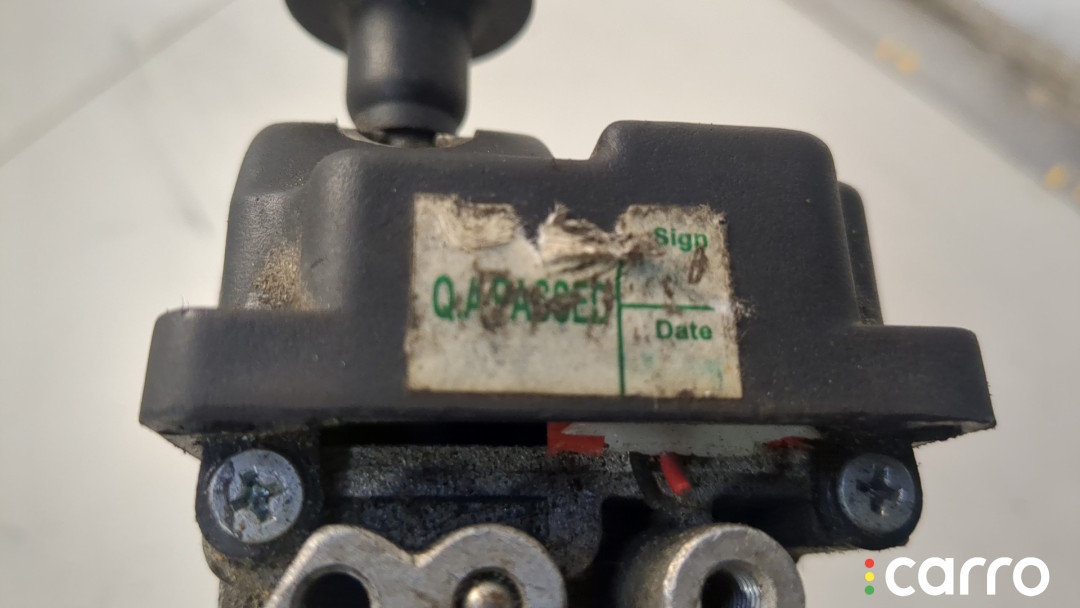 Sign
Q.A PASSED
Date
carro